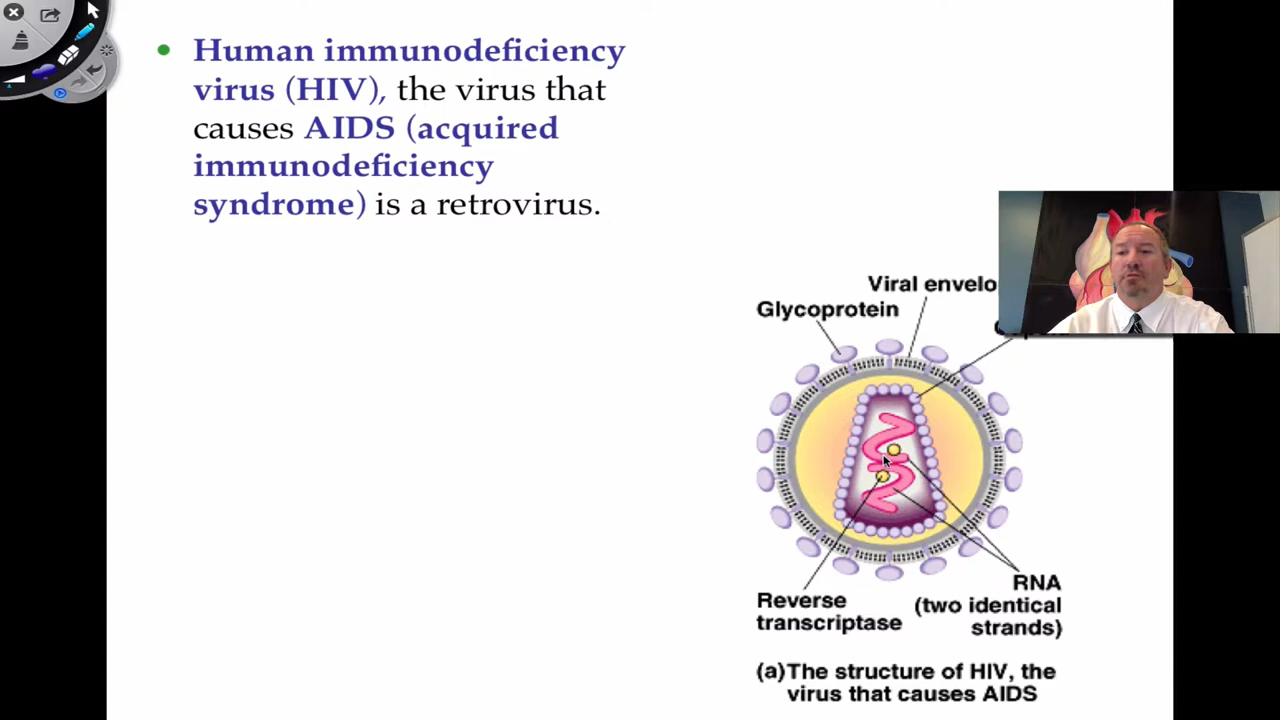 Human immunodeficiency
virus (HIV), the virus that
causes AIDS (acquired
immunodeficiency
syndrome) is a retrovirus.
Viral envelo
Glycoprotein
Reverse
transcriptase
RNA
(two identical
strands)
(a)The structure of HIV, the
virus that causes AIDS